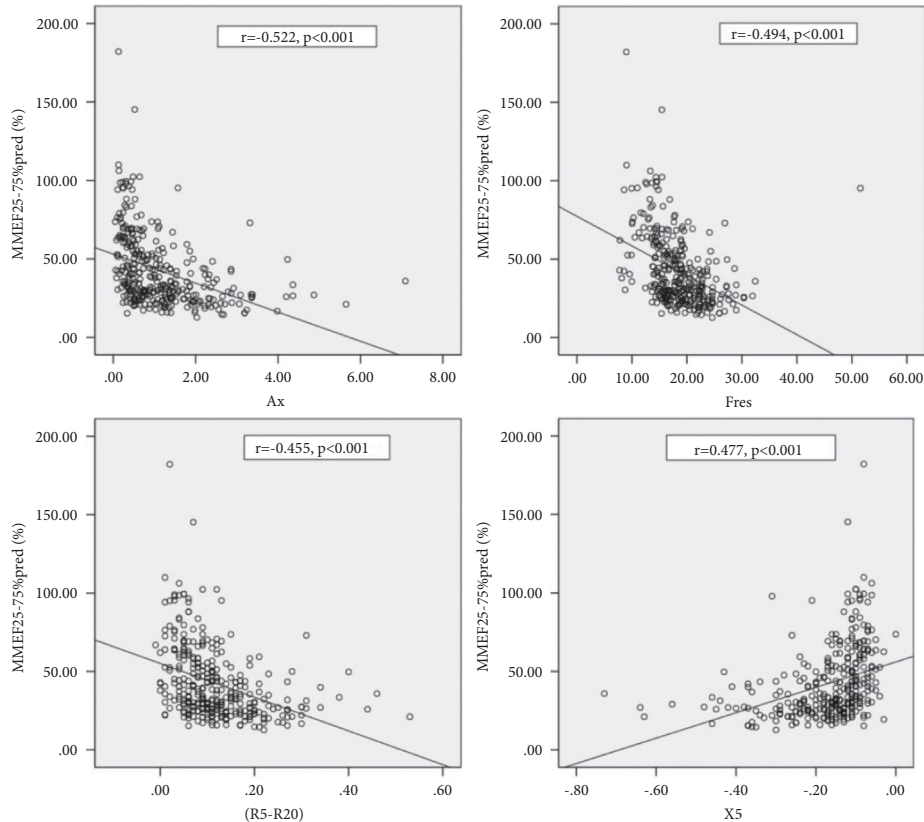 r=-0.522, p<0.001
MMEF25-75%pred (%)
200.00
150.00
100.00
50.00
.00
.00 2.00 4.00 6.00 8.00
Ax
r=-0.494, p<0.001
MMEF25-75%pred (%)
200.00
150.00
100.00
50.00
.00
.00 10.00 20.00 30.00 40.00 50.00 60.00
Fres
r=-0.455, p<0.001
MMEF25-75%pred (%)
200.00
150.00
100.00
50.00
.00
.00 .20 .40 .60
(R5-R20)
r=0.477, p<0.001
MMEF25-75%pred (%)
200.00
150.00
100.00
50.00
.00
-.80 -.60 -.40 -.20 .00
X5